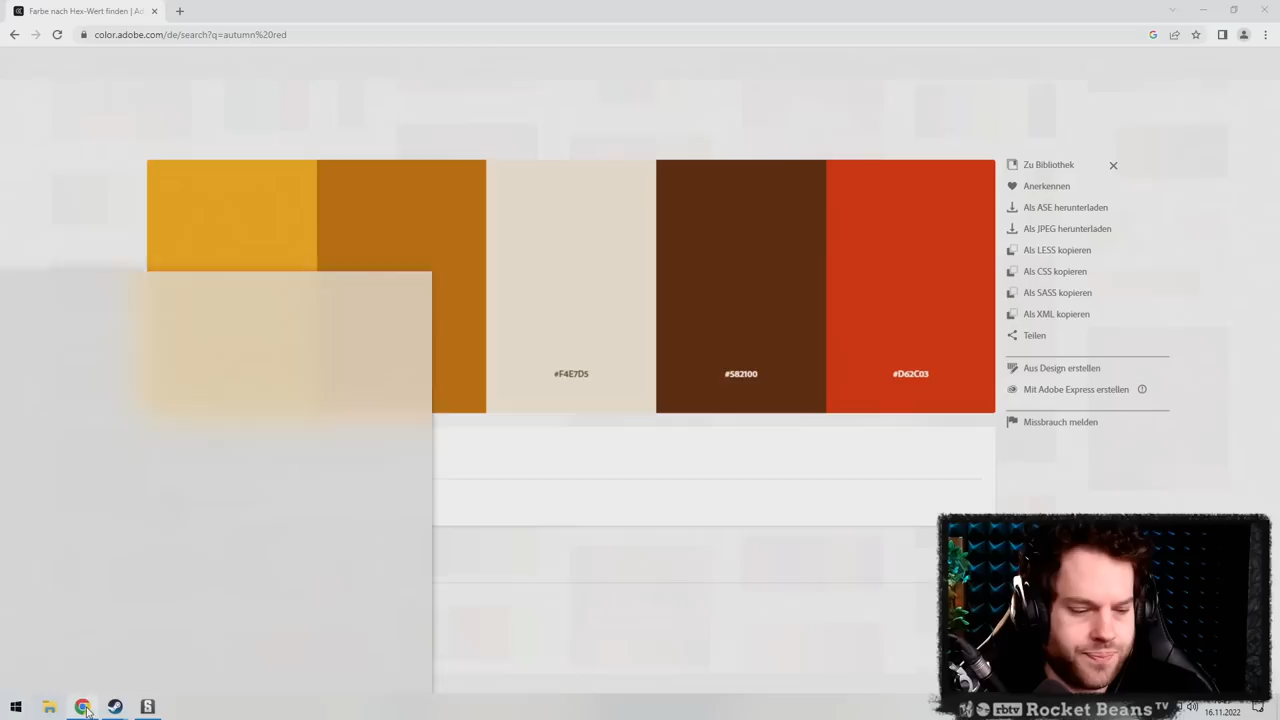 Farbe nach Hex-Wert finden | Ad
color.adobe.com/de/search?q=autumn%20red
Zu Bibliothek
Anerkennen
Als ASE herunterladen
Als JPEG herunterladen
Als LESS kopieren
Als CSS kopieren
Als SASS kopieren
Als XML kopieren
Teilen
#F4E7D5
#582100
#D62C03
Aus Design erstellen
Mit Adobe Express erstellen
Missbrauch melden
rbtv Rocket Beans TV
16.11.2022